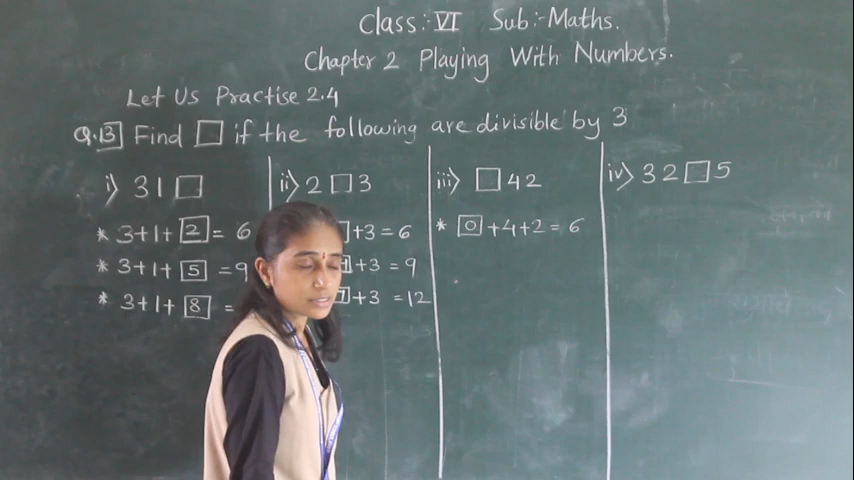 Class:- VI Sub:- Maths.
Chapter 2 Playing With Numbers.
Let Us Practise 2.4
Q.13 Find □ if the following are divisible by 3
i) 31□
* 3+1+2 = 6
* 3+1+5 = 9
* 3+1+8 =
ii) 2□3
+3 = 6
+3 = 9
7+3 = 12
iii) □42
* 0+4+2 = 6
iv) 32□5